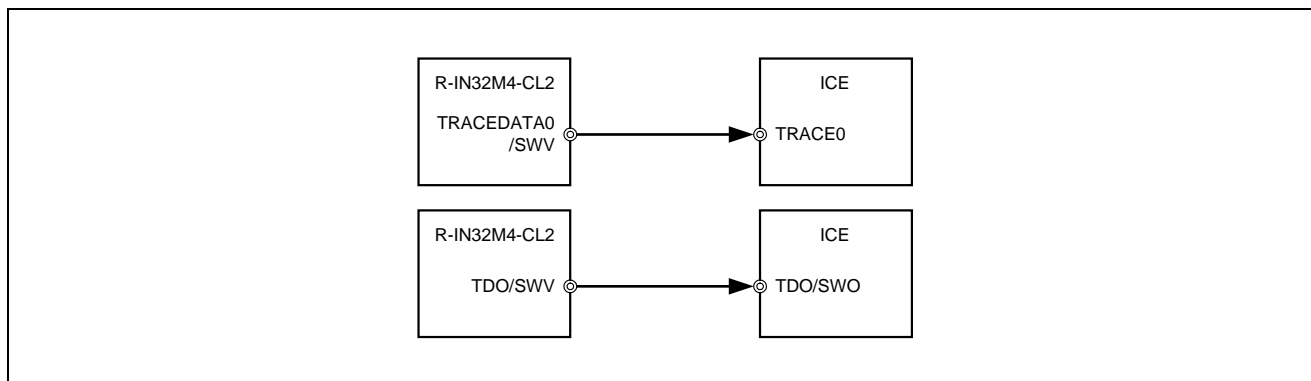 R-IN32M4-CL2
ICE
TRACEDATA0
/SWV
TRACE0
R-IN32M4-CL2
ICE
TDO/SWV
TDO/SWO